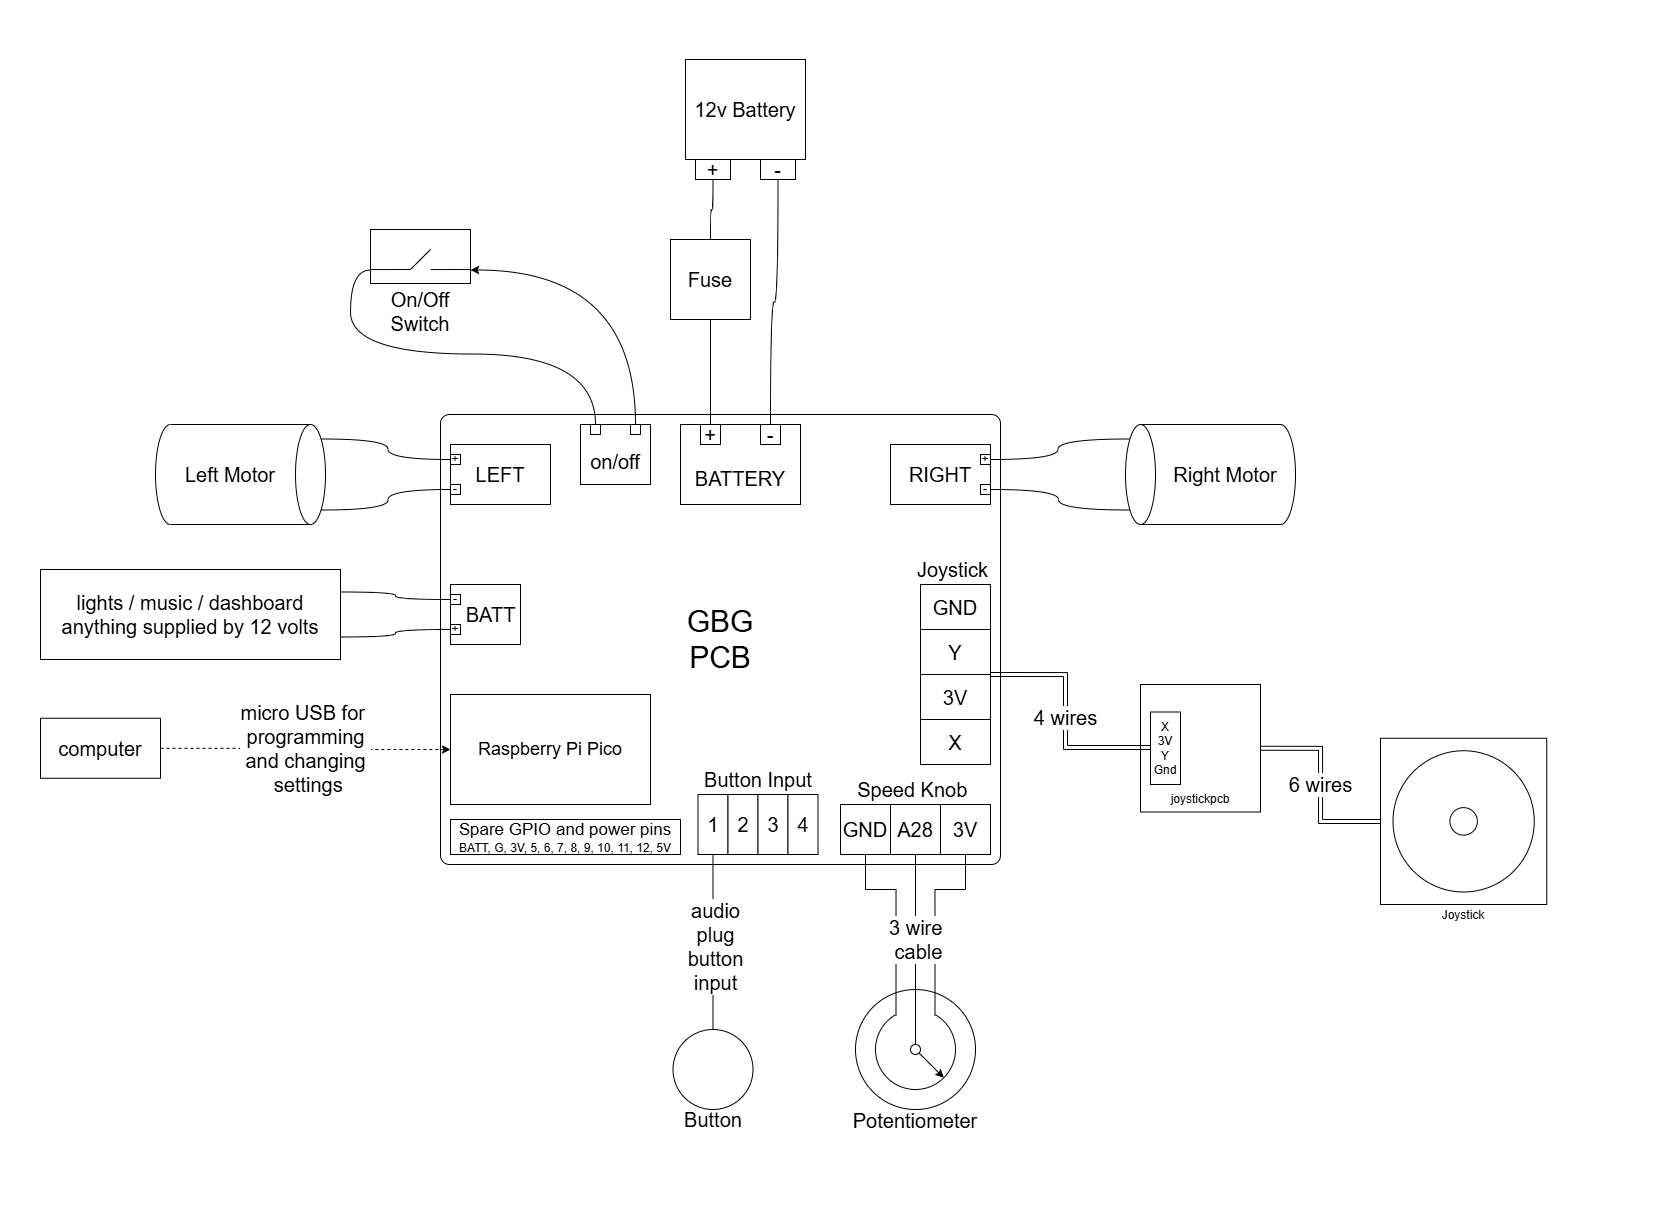 12v Battery
+
-
Fuse
On/Off
Switch
Left Motor
+
-
LEFT
on/off
+
-
BATTERY
RIGHT
+
-
Right Motor
lights / music / dashboard
anything supplied by 12 volts
-
+
BATT
GBG
PCB
Joystick
GND
Y
3V
X
4 wires
X
3V
Y
Gnd
joystickpcb
6 wires
Joystick
computer
micro USB for
programming
and changing
settings
Raspberry Pi Pico
Spare GPIO and power pins
BATT, G, 3V, 5, 6, 7, 8, 9, 10, 11, 12, 5V
Button Input
1 2 3 4
Speed Knob
GND A28 3V
audio
plug
button
input
Button
3 wire
cable
Potentiometer